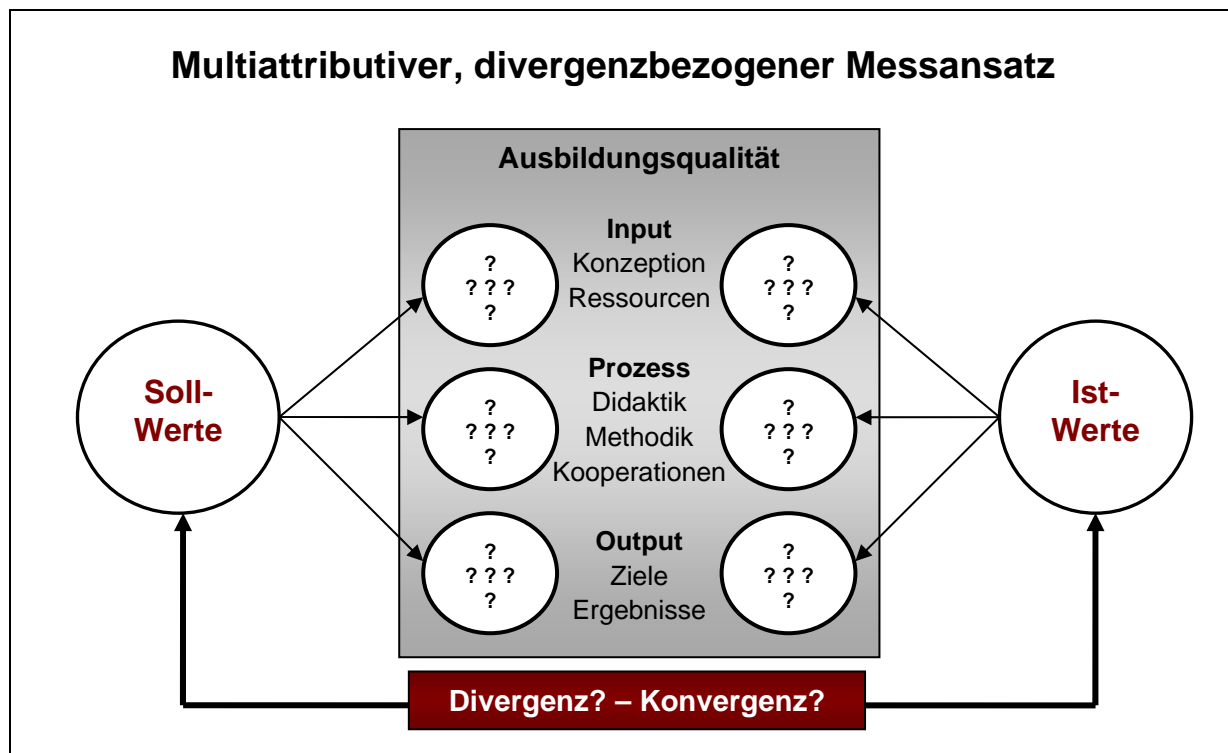 Multiattributiver, divergenzbezogener Messansatz
Ausbildungsqualität
Input
Konzeption
Ressourcen
?
? ? ?
?
?
? ? ?
?
Soll-
Werte
Prozess
Didaktik
Methodik
Kooperationen
?
? ? ?
?
?
? ? ?
?
Ist-
Werte
Output
Ziele
Ergebnisse
?
? ? ?
?
?
? ? ?
?
Divergenz? – Konvergenz?